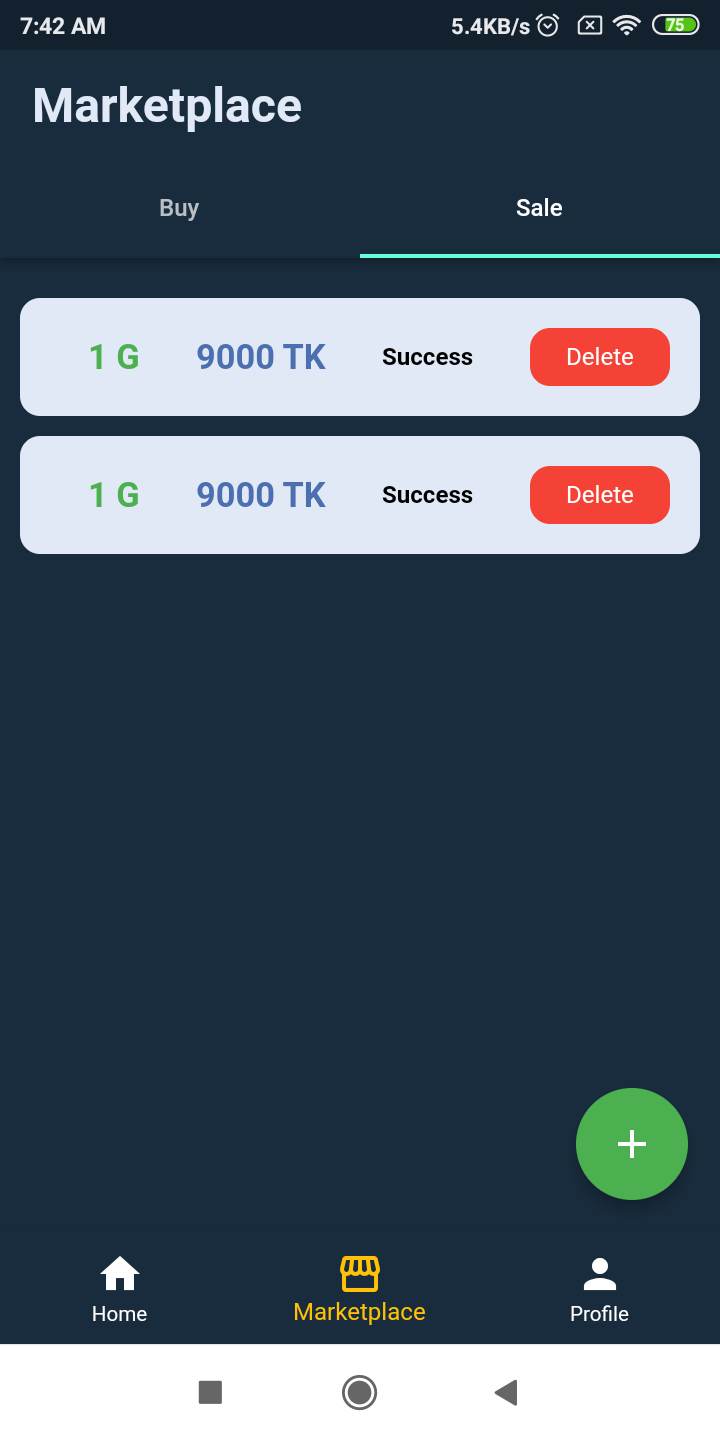 7:42 AM 5.4KB/s 75
Marketplace
Buy Sale
1 G 9000 TK Success Delete
1 G 9000 TK Success Delete
Home Marketplace Profile